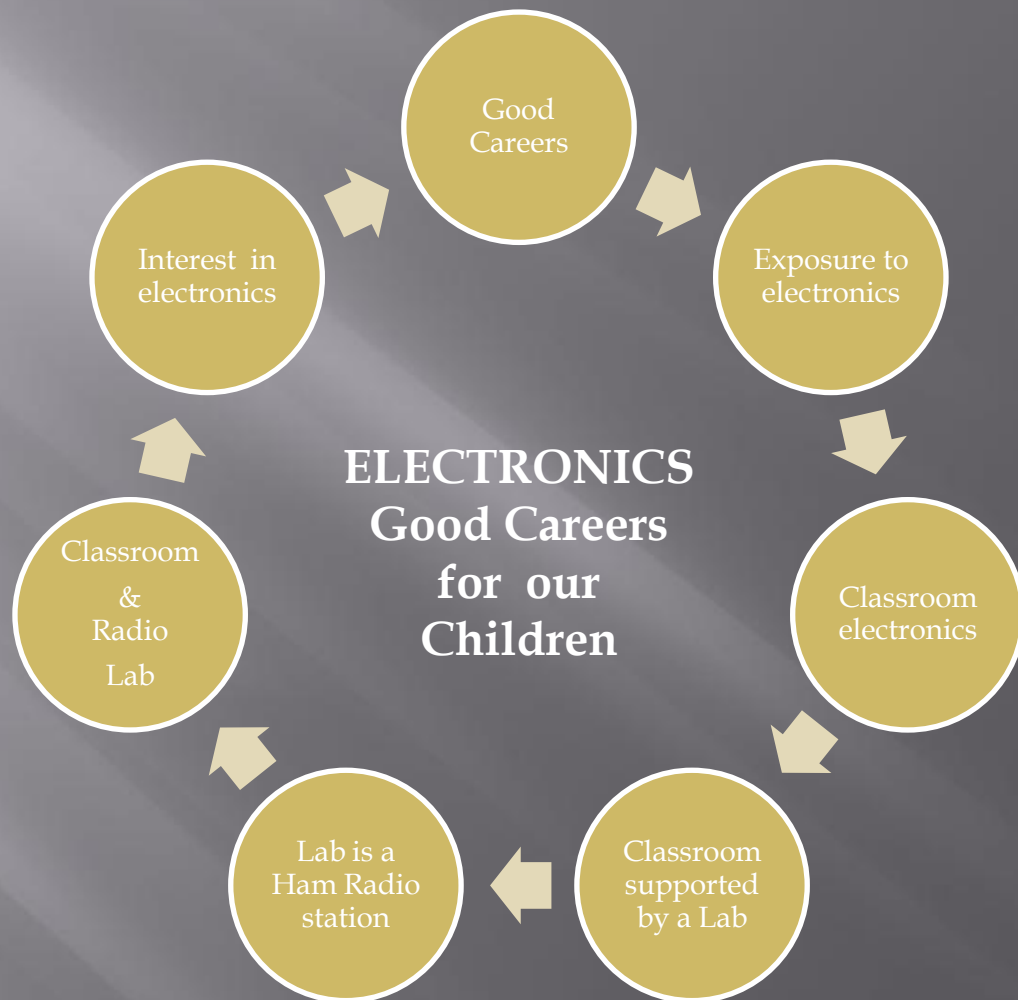 Good
Careers
Exposure to
electronics
Classroom
electronics
Classroom
supported
by a Lab
Lab is a
Ham Radio
station
Classroom
&
Radio
Lab
Interest in
electronics
ELECTRONICS
Good Careers
for our
Children